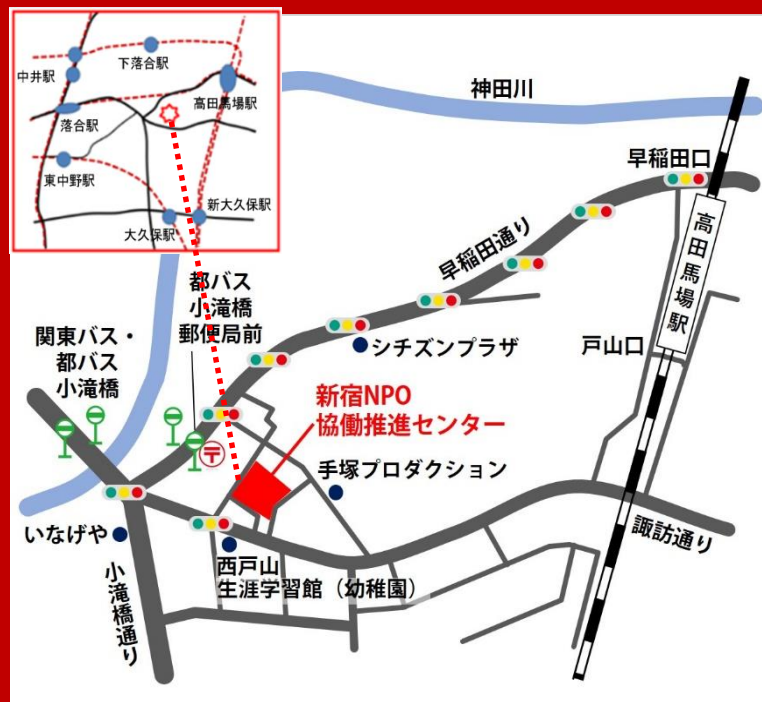 中井駅
下落合駅
高田馬場駅
落合駅
東中野駅
新大久保駅
大久保駅
神田川
早稲田口
早稲田通り
高田馬場駅
都バス
小滝橋
郵便局前
関東バス・
都バス
小滝橋
シチズンプラザ
戸山口
新宿NPO
協働推進センター
手塚プロダクション
〒
いなげや
西戸山
生涯学習館（幼稚園）
諏訪通り
小滝橋通り